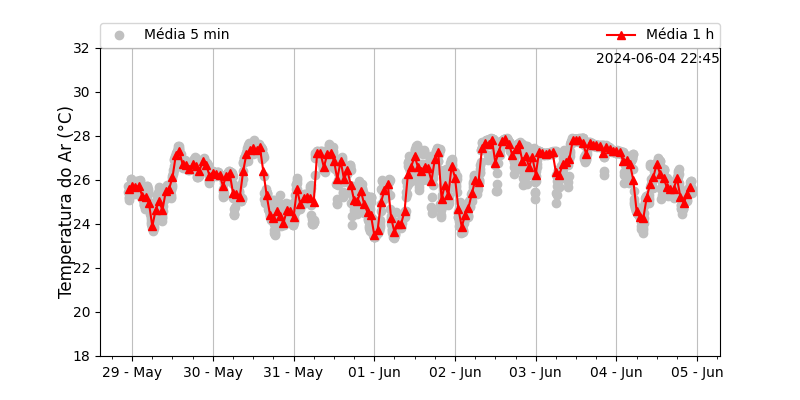 Média 5 min
Média 1 h
2024-06-04 22:45
Temperatura do Ar (°C)
32
30
28
26
24
22
20
18
29 - May
30 - May
31 - May
01 - Jun
02 - Jun
03 - Jun
04 - Jun
05 - Jun